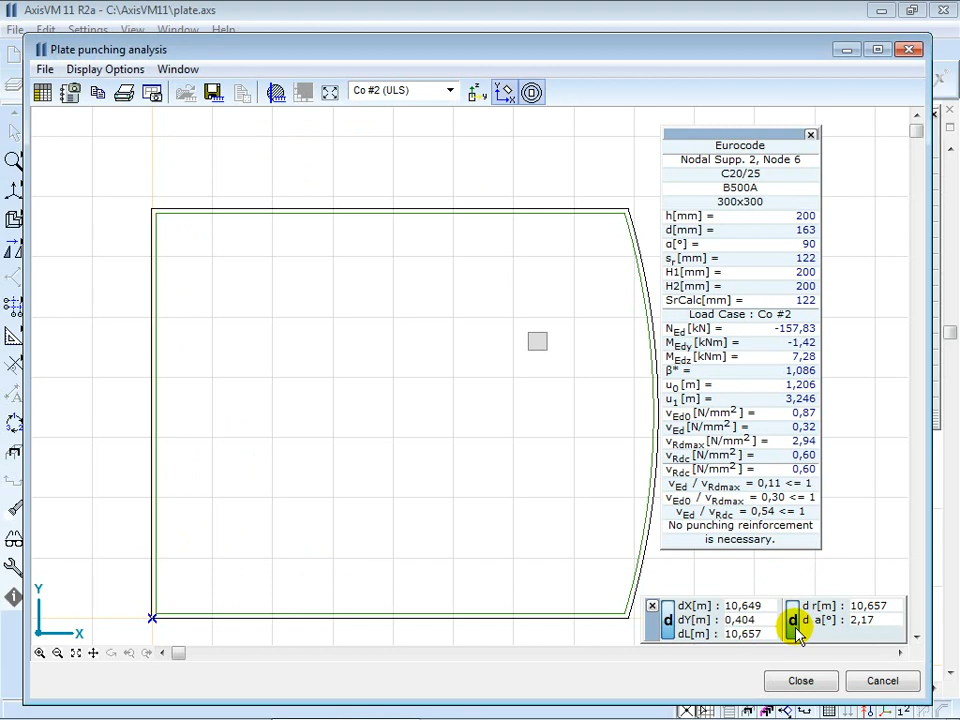 AxisVM 11 R2a - C:\AxisVM11\plate.axs
File Edit Settings View Window Help
Plate punching analysis
File Display Options Window
Co #2 (ULS)
Eurocode
Nodal Supp. 2, Node 6
C20/25
B500A
300x300
h[mm] = 200
d[mm] = 163
α[°] = 90
sr[mm] = 122
H1[mm] = 200
H2[mm] = 200
SrCalc[mm] = 122
Load Case : Co #2
NEd[kN] = -157,83
MEdy[kNm] = -1,42
MEdz[kNm] = 7,28
β* = 1,086
u0[m] = 1,206
u1[m] = 3,246
vEd0[N/mm2] = 0,87
vEd[N/mm2] = 0,32
vRdmax[N/mm2] = 2,94
vRdc[N/mm2] = 0,60
vRdc[N/mm2] = 0,60
vEd / vRdmax = 0,11 <= 1
vEd0 / vRdmax = 0,30 <= 1
vEd / vRdc = 0,54 <= 1
No punching reinforcement
is necessary.
Y
X
d
dX[m]: 10,649
dY[m]: 0,404
dL[m]: 10,657
d
d r[m] : 10,657
d a[°] : 2,17
Close Cancel